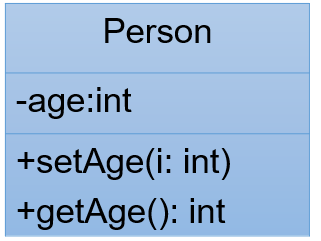 Person
-age:int
+setAge(i: int)
+getAge(): int